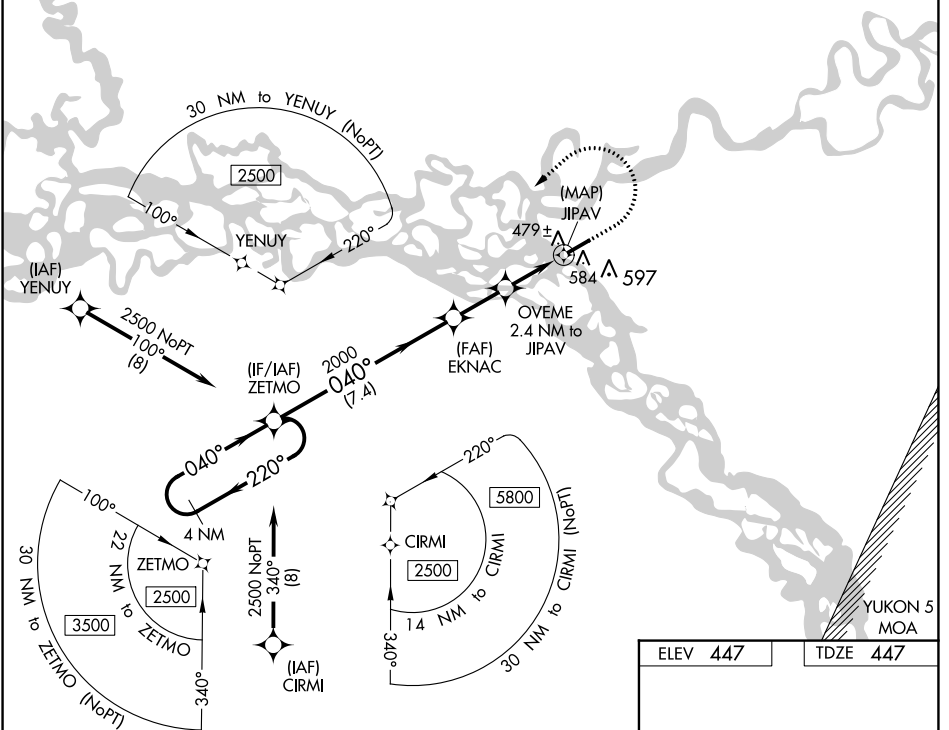 30 NM to YENUY (NoPT)
2500
100°
220°
YENUY
(IAF)
YENUY
2500 NoPT
100°
(8)
(MAP)
JIPAV
479±
584
597
OVEME
2.4 NM to
JIPAV
(FAF)
EKNAC
2000
040°
(7.4)
(IF/IAF)
ZETMO
040°
220°
4 NM
100°
ZETMO
2500
22 NM to ZETMO
3500
30 NM to ZETMO (NoPT)
340°
2500 NoPT
340°
(8)
(IAF)
CIRMI
220°
5800
CIRMI
2500
14 NM to CIRMI
30 NM to CIRMI (NoPT)
340°
YUKON 5
MOA
ELEV 447
TDZE 447